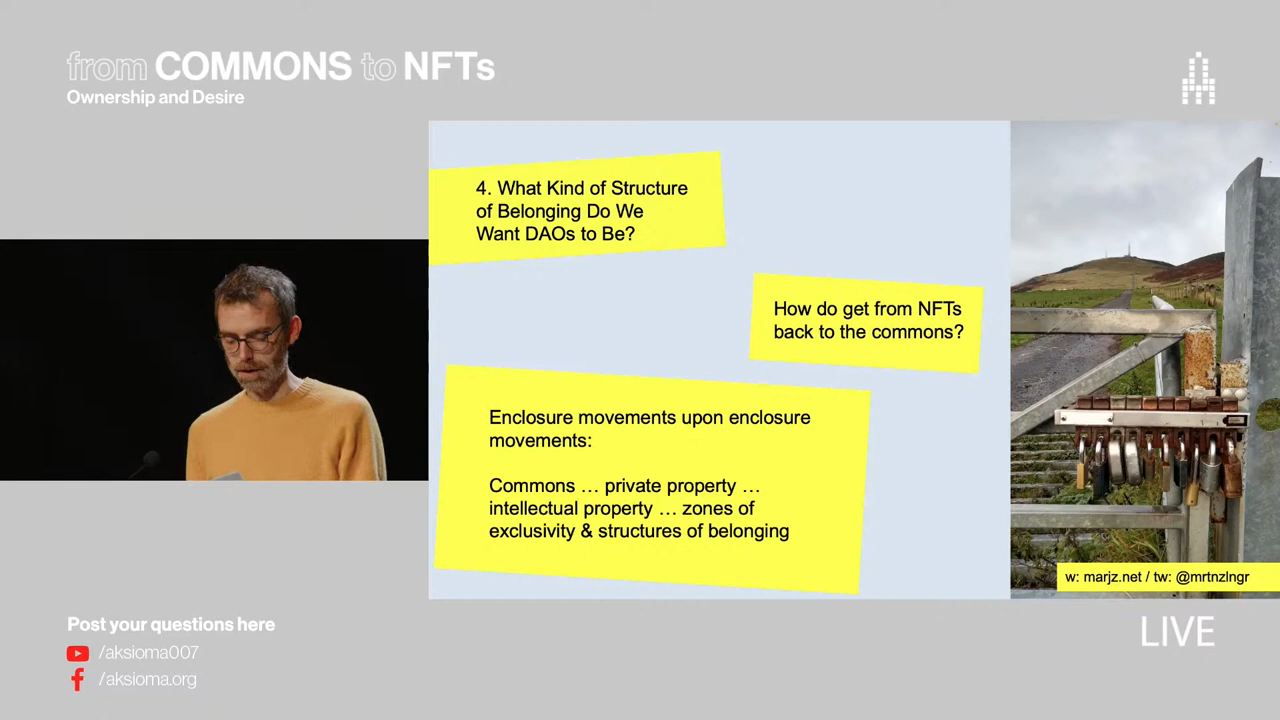 from COMMONS to NFTs
Ownership and Desire
4. What Kind of Structure
of Belonging Do We
Want DAOs to Be?
How do get from NFTs
back to the commons?
Enclosure movements upon enclosure
movements:
Commons … private property …
intellectual property … zones of
exclusivity & structures of belonging
w: marjz.net / tw: @mrtnzlngr
Post your questions here
/aksioma007
/aksioma.org
LIVE